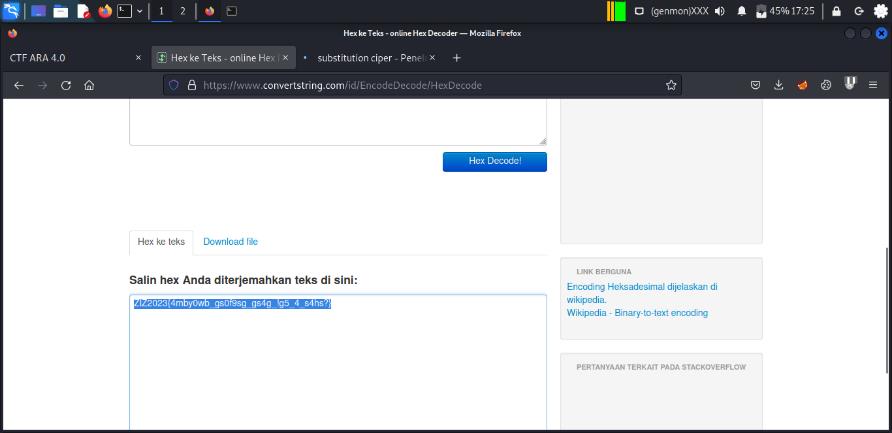 1 2 (genmon)XXX 45% 17:25
Hex ke Teks - online Hex Decoder — Mozilla Firefox
CTF ARA 4.0 × Hex ke Teks - online Hex × substitution ciper - Penel × +
https://www.convertstring.com/id/EncodeDecode/HexDecode
Hex Decode!
Hex ke teks Download file
Salin hex Anda diterjemahkan teks di sini:
ZIZ2023{4mby0wb_gs0f9sg_gs4g_!g5_4_s4hs?}
LINK BERGUNA
Encoding Heksadesimal dijelaskan di
wikipedia.
Wikipedia - Binary-to-text encoding
PERTANYAAN TERKAIT PADA STACKOVERFLOW